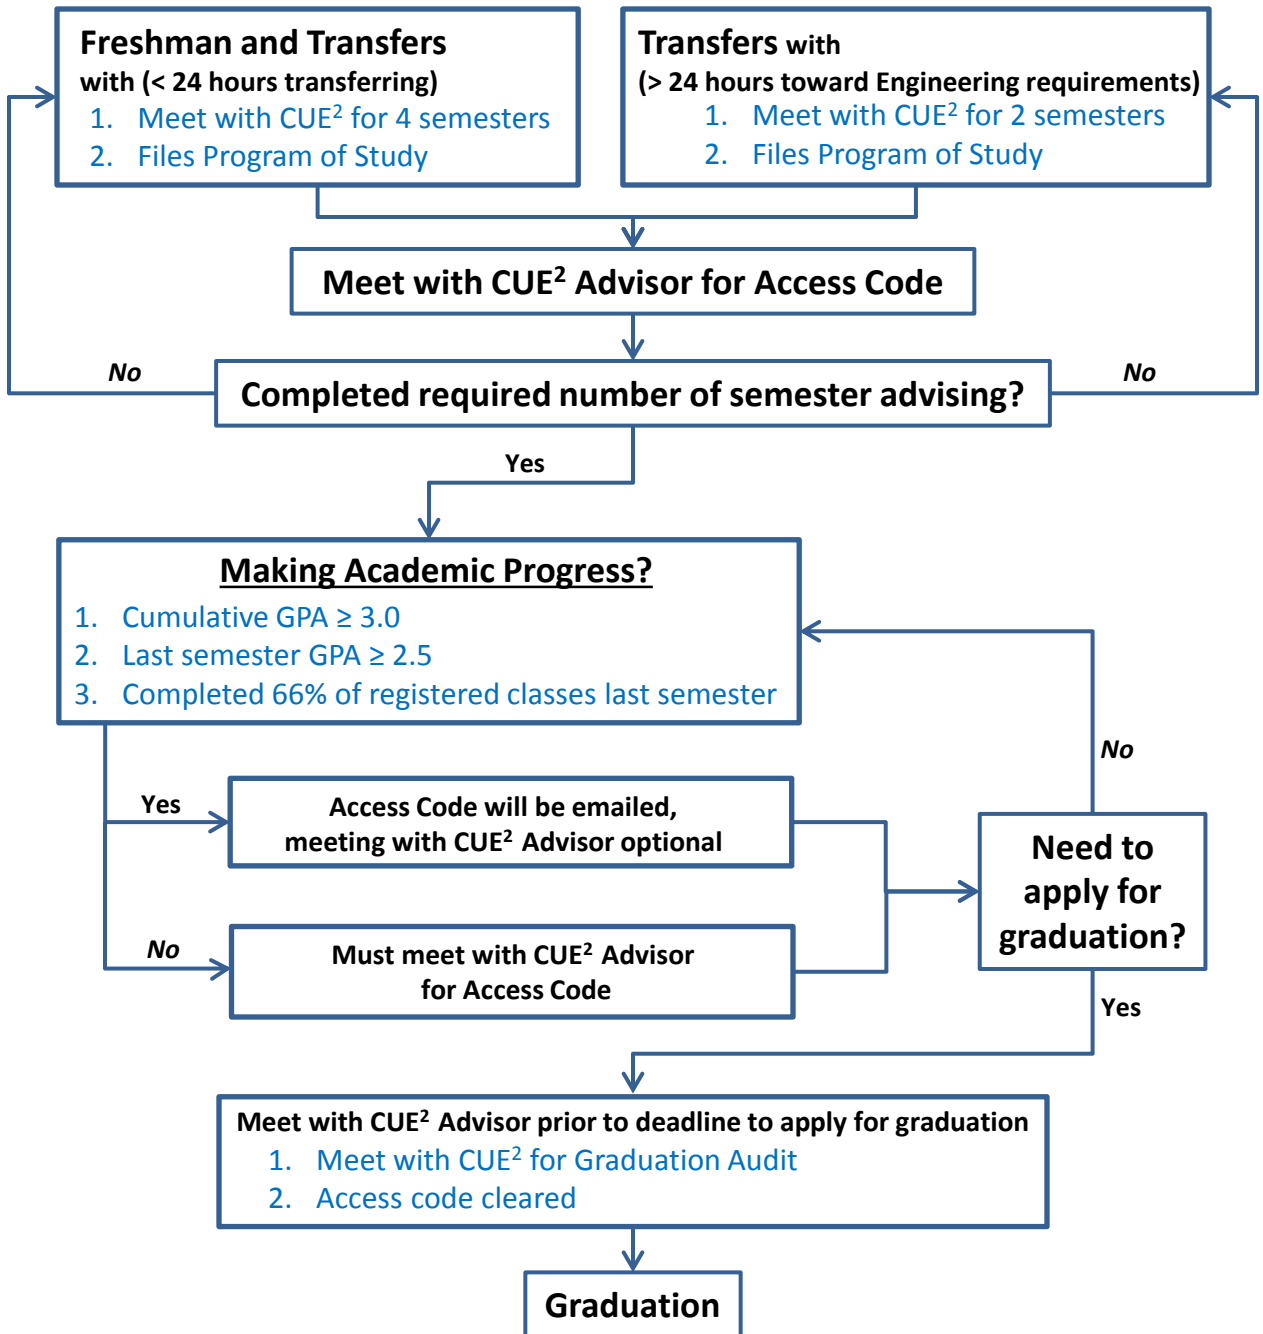 Freshman and Transfers
with (< 24 hours transferring)
1. Meet with CUE² for 4 semesters
2. Files Program of Study
Transfers with
(> 24 hours toward Engineering requirements)
1. Meet with CUE² for 2 semesters
2. Files Program of Study
Meet with CUE² Advisor for Access Code
No
Completed required number of semester advising?
No
Yes
Making Academic Progress?
1. Cumulative GPA ≥ 3.0
2. Last semester GPA ≥ 2.5
3. Completed 66% of registered classes last semester
No
Yes
Access Code will be emailed,
meeting with CUE² Advisor optional
Need to
apply for
graduation?
No
Must meet with CUE² Advisor
for Access Code
Yes
Meet with CUE² Advisor prior to deadline to apply for graduation
1. Meet with CUE² for Graduation Audit
2. Access code cleared
Graduation